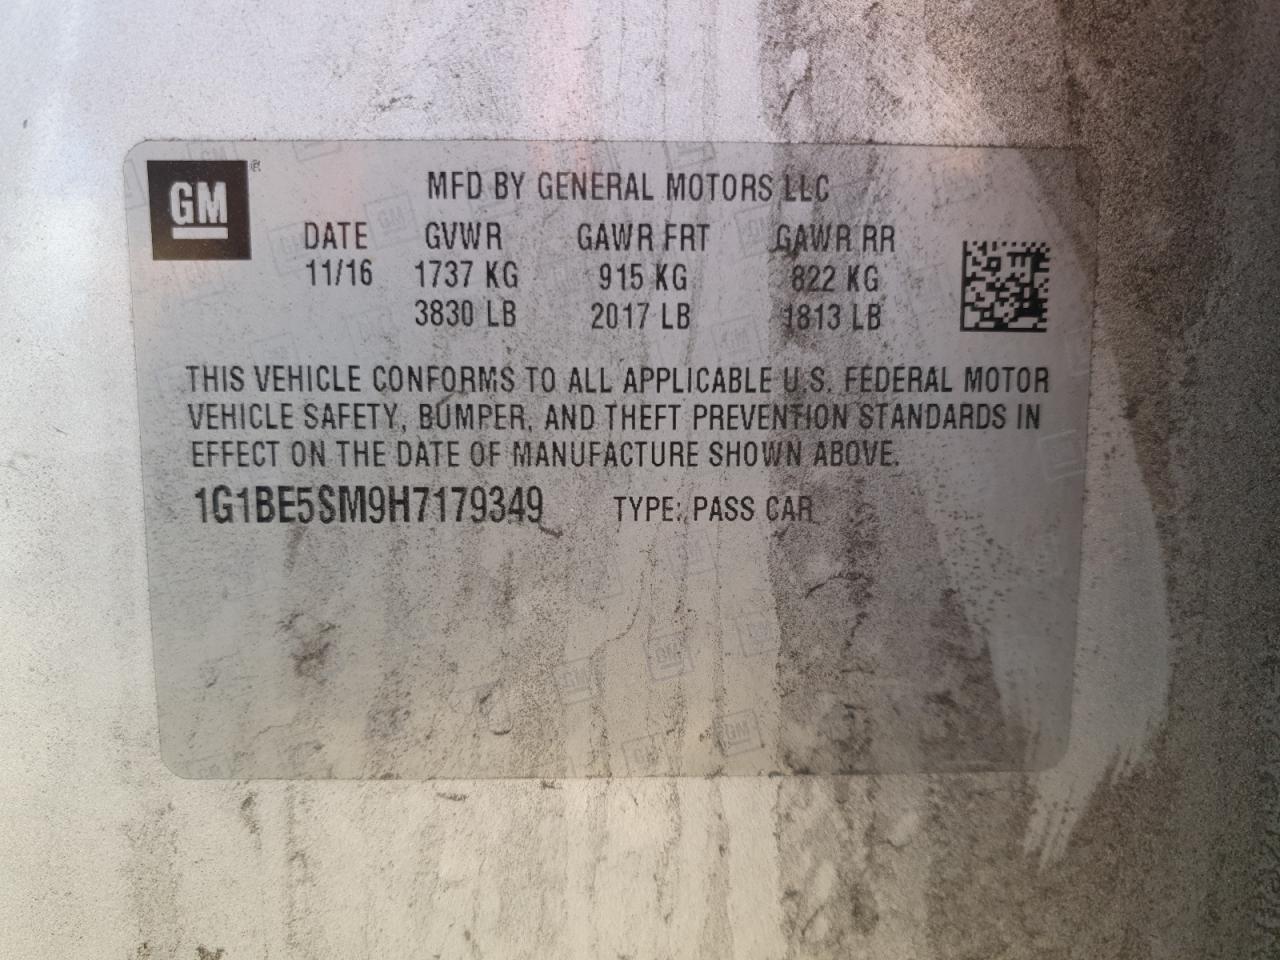 GM®
MFD BY GENERAL MOTORS LLC
DATE GVWR GAWR FRT GAWR RR
11/16 1737 KG 915 KG 822 KG
3830 LB 2017 LB 1813 LB
THIS VEHICLE CONFORMS TO ALL APPLICABLE U.S. FEDERAL MOTOR
VEHICLE SAFETY, BUMPER, AND THEFT PREVENTION STANDARDS IN
EFFECT ON THE DATE OF MANUFACTURE SHOWN ABOVE.
1G1BE5SM9H7179349 TYPE: PASS CAR